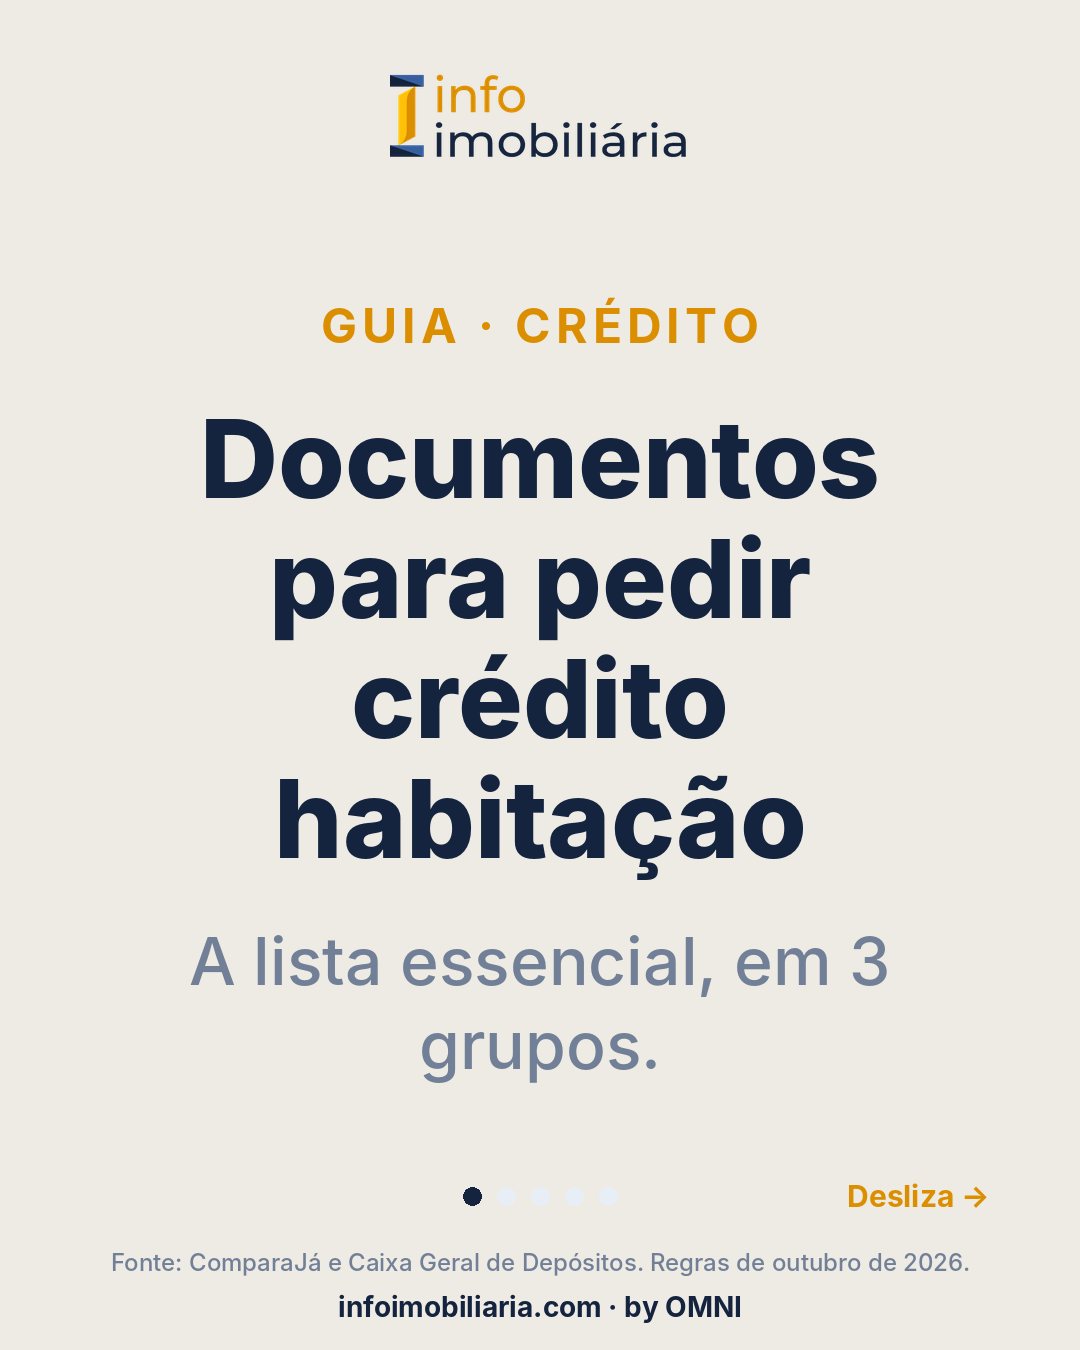 info
imobiliária
GUIA · CRÉDITO
Documentos
para pedir
crédito
habitação
A lista essencial, em 3
grupos.
Desliza →
Fonte: ComparaJá e Caixa Geral de Depósitos. Regras de outubro de 2026.
infoimobiliaria.com · by OMNI